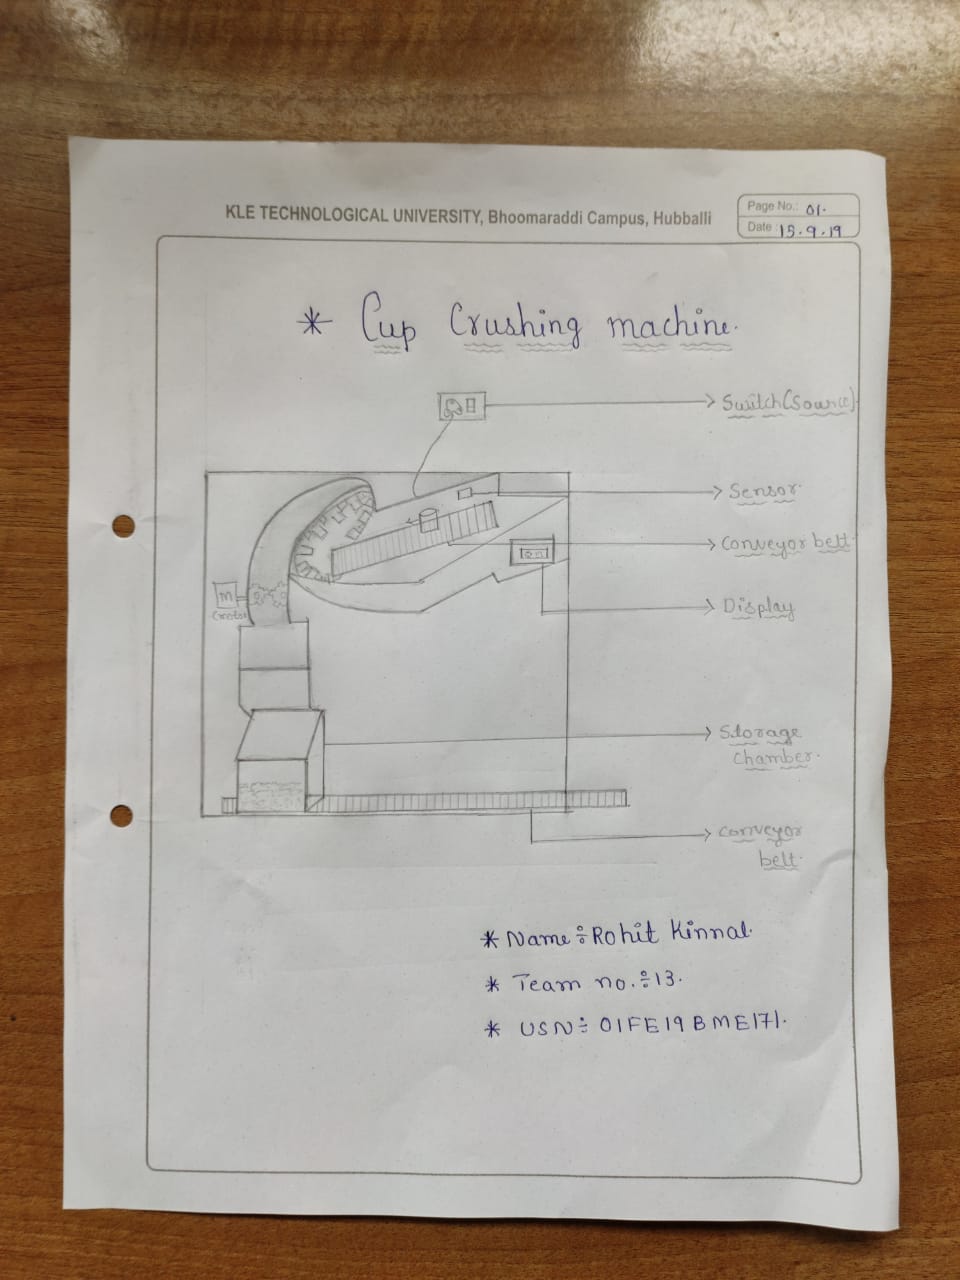 KLE TECHNOLOGICAL UNIVERSITY, Bhoomaraddi Campus, Hubballi
Page No.: 01.
Date : 15.9.19
* Cup Crushing machine.
Switch(Source)
Sensor.
Conveyor belt.
Display
M
(motor)
Storage
chamber.
Conveyor
belt.
* Name÷Rohit Kinnal.
* Team no.÷13.
* USN÷ 01FE19BME171.